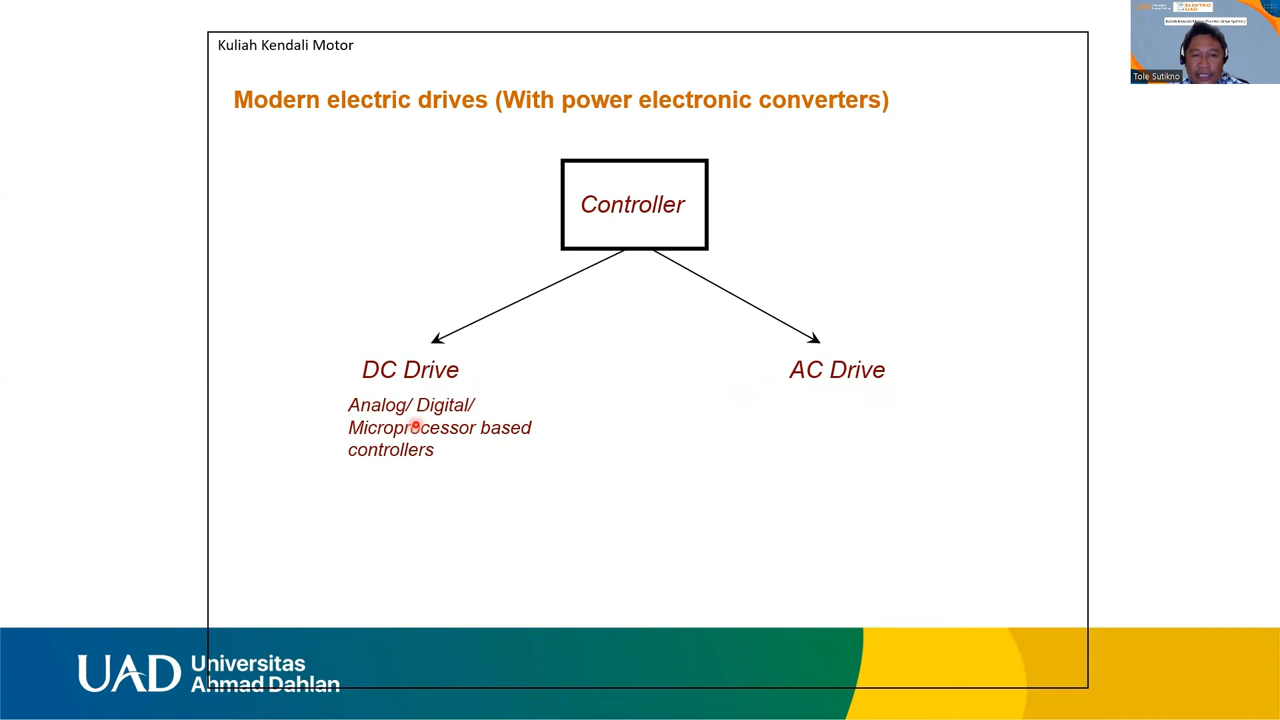 Kuliah Kendali Motor
Modern electric drives (With power electronic converters)
Controller
DC Drive
AC Drive
Analog/ Digital/
Microprocessor based
controllers
UAD
Universitas
Ahmad Dahlan
Tole Sutikno